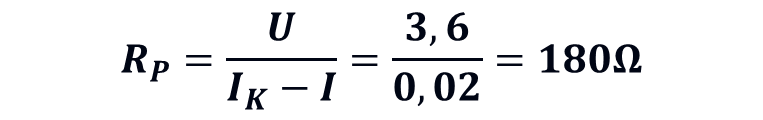 R_P = U / (I_K − I) = 3,6 / 0,02 = 180Ω